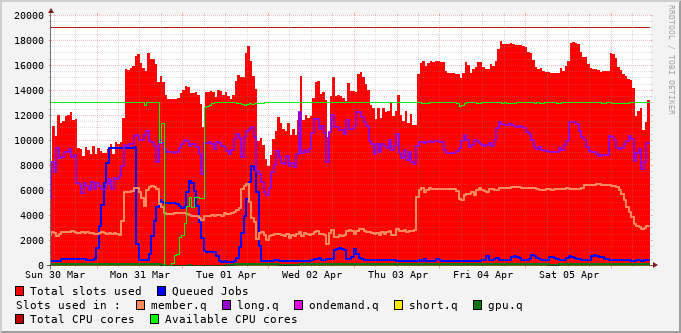 20000
18000
16000
14000
12000
10000
8000
6000
4000
2000
0
Sun 30 Mar Mon 31 Mar Tue 01 Apr Wed 02 Apr Thu 03 Apr Fri 04 Apr Sat 05 Apr
Total slots used Queued Jobs
Slots used in : member.q long.q ondemand.q short.q gpu.q
Total CPU cores Available CPU cores
RRDTOOL / TOBI OETIKER